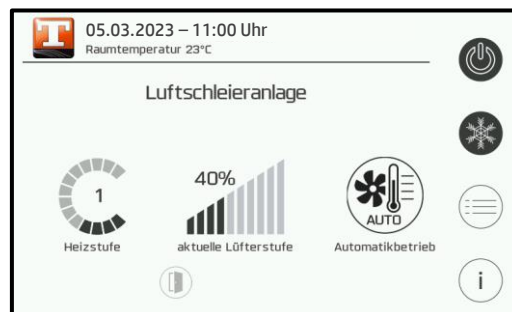 T
05.03.2023 – 11:00 Uhr
Raumtemperatur 23°C
Luftschleieranlage
1
Heizstufe
40%
aktuelle Lüfterstufe
AUTO
Automatikbetrieb
i